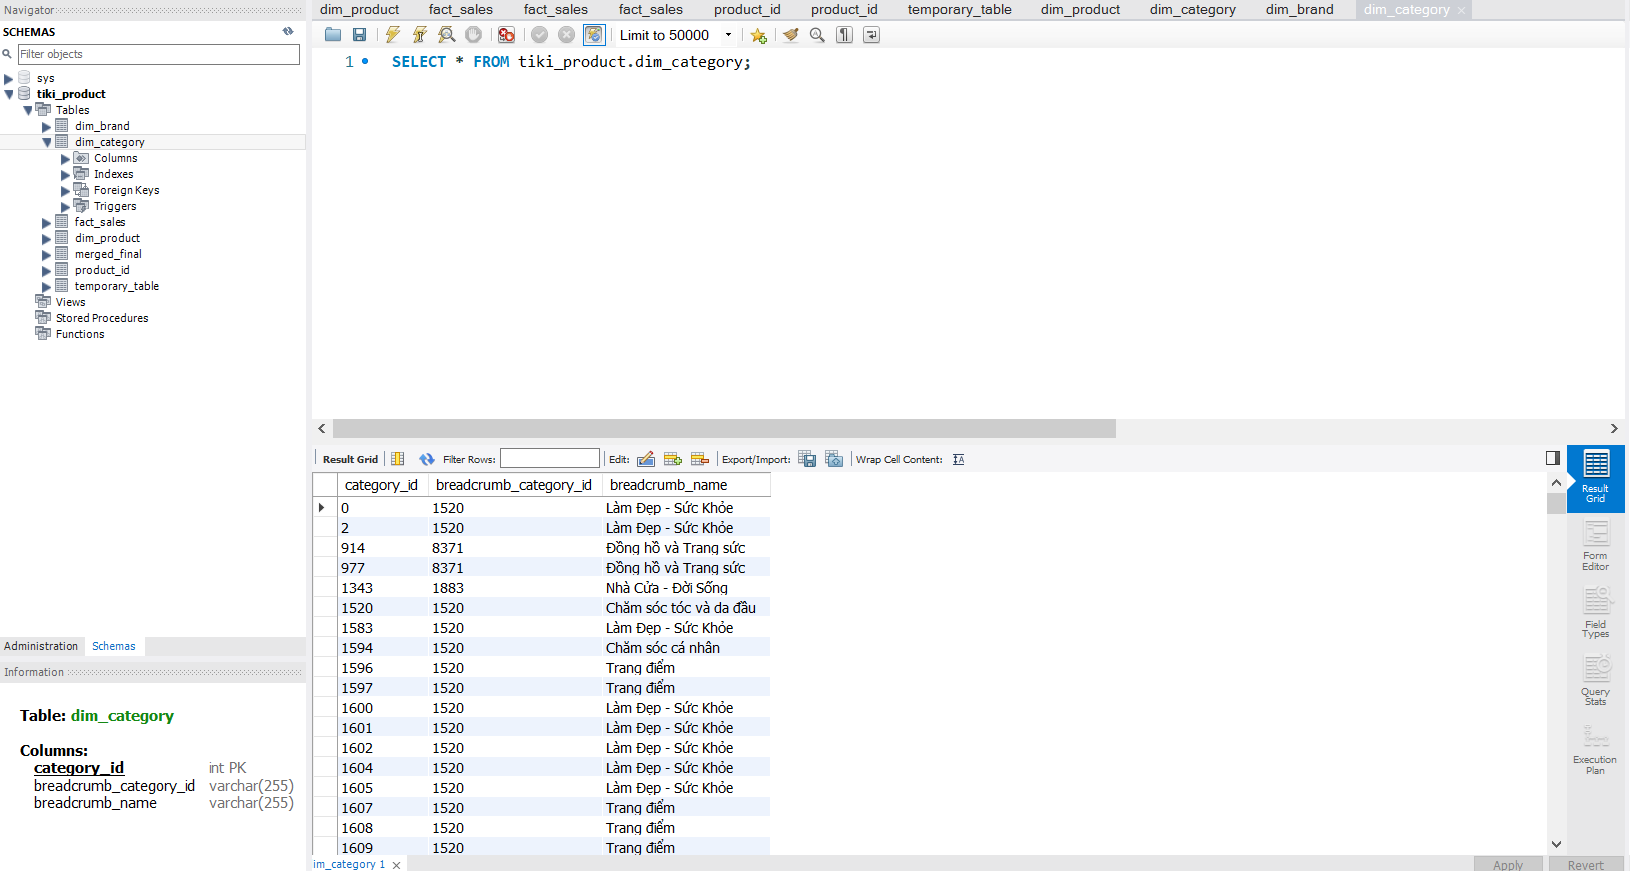 Navigator
SCHEMAS
Filter objects
sys
tiki_product
Tables
dim_brand
dim_category
Columns
Indexes
Foreign Keys
Triggers
fact_sales
dim_product
merged_final
product_id
temporary_table
Views
Stored Procedures
Functions
Administration Schemas
Information
Table: dim_category
Columns:
category_id int PK
breadcrumb_category_id varchar(255)
breadcrumb_name varchar(255)
dim_product fact_sales fact_sales fact_sales product_id product_id temporary_table dim_product dim_category dim_brand dim_category
Limit to 50000
1 SELECT * FROM tiki_product.dim_category;
Result Grid Filter Rows: Edit: Export/Import: Wrap Cell Content:
category_id breadcrumb_category_id breadcrumb_name
0 1520 Làm Đẹp - Sức Khỏe
2 1520 Làm Đẹp - Sức Khỏe
914 8371 Đồng hồ và Trang sức
977 8371 Đồng hồ và Trang sức
1343 1883 Nhà Cửa - Đời Sống
1520 1520 Chăm sóc tóc và da đầu
1583 1520 Làm Đẹp - Sức Khỏe
1594 1520 Chăm sóc cá nhân
1596 1520 Trang điểm
1597 1520 Trang điểm
1600 1520 Làm Đẹp - Sức Khỏe
1601 1520 Làm Đẹp - Sức Khỏe
1602 1520 Làm Đẹp - Sức Khỏe
1604 1520 Làm Đẹp - Sức Khỏe
1605 1520 Làm Đẹp - Sức Khỏe
1607 1520 Trang điểm
1608 1520 Trang điểm
1609 1520 Trang điểm
im_category 1
Result
Grid
Form
Editor
Field
Types
Query
Stats
Execution
Plan
Apply Revert